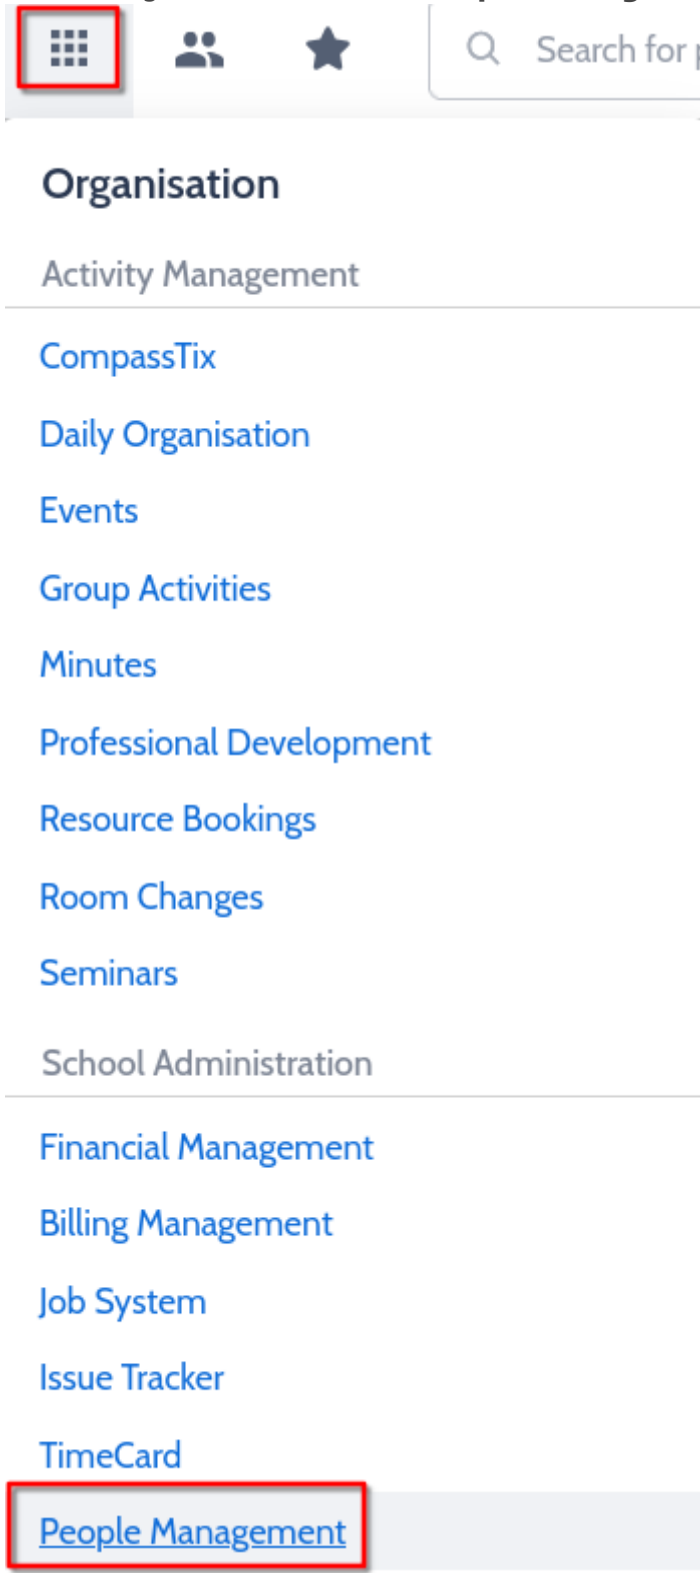 Search for
Organisation
Activity Management
CompassTix
Daily Organisation
Events
Group Activities
Minutes
Professional Development
Resource Bookings
Room Changes
Seminars
School Administration
Financial Management
Billing Management
Job System
Issue Tracker
TimeCard
People Management